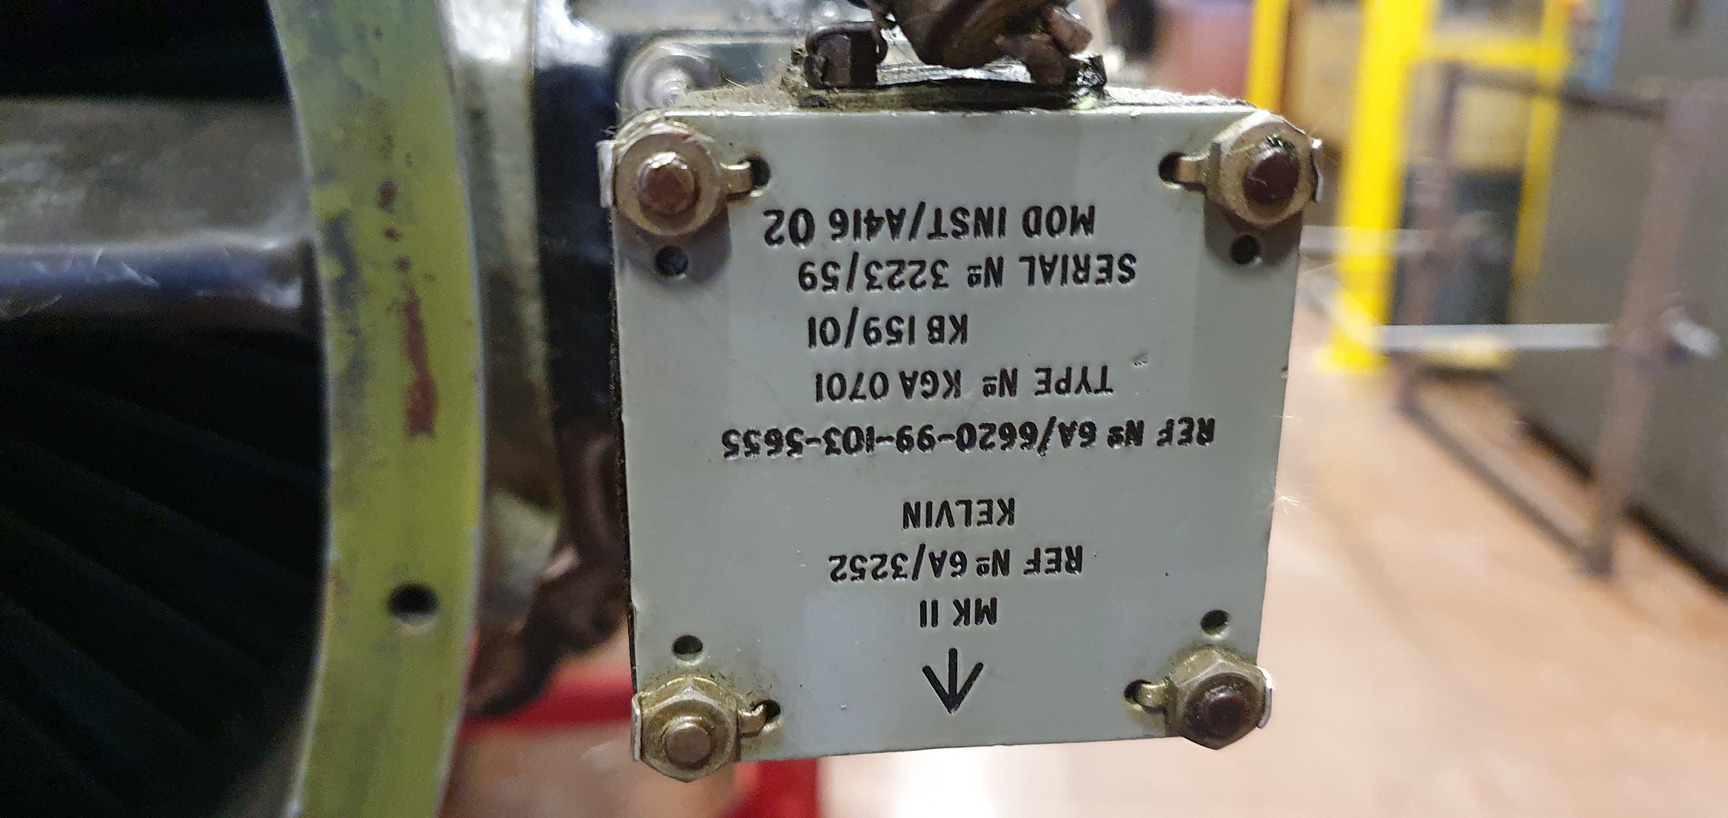 MK II
REF Nº 6A/3252
KELVIN
REF Nº 6A/6620-99-103-5655
TYPE Nº KGA 0701
KB 159/01
SERIAL Nº 3223/59
MOD INST/A416 02